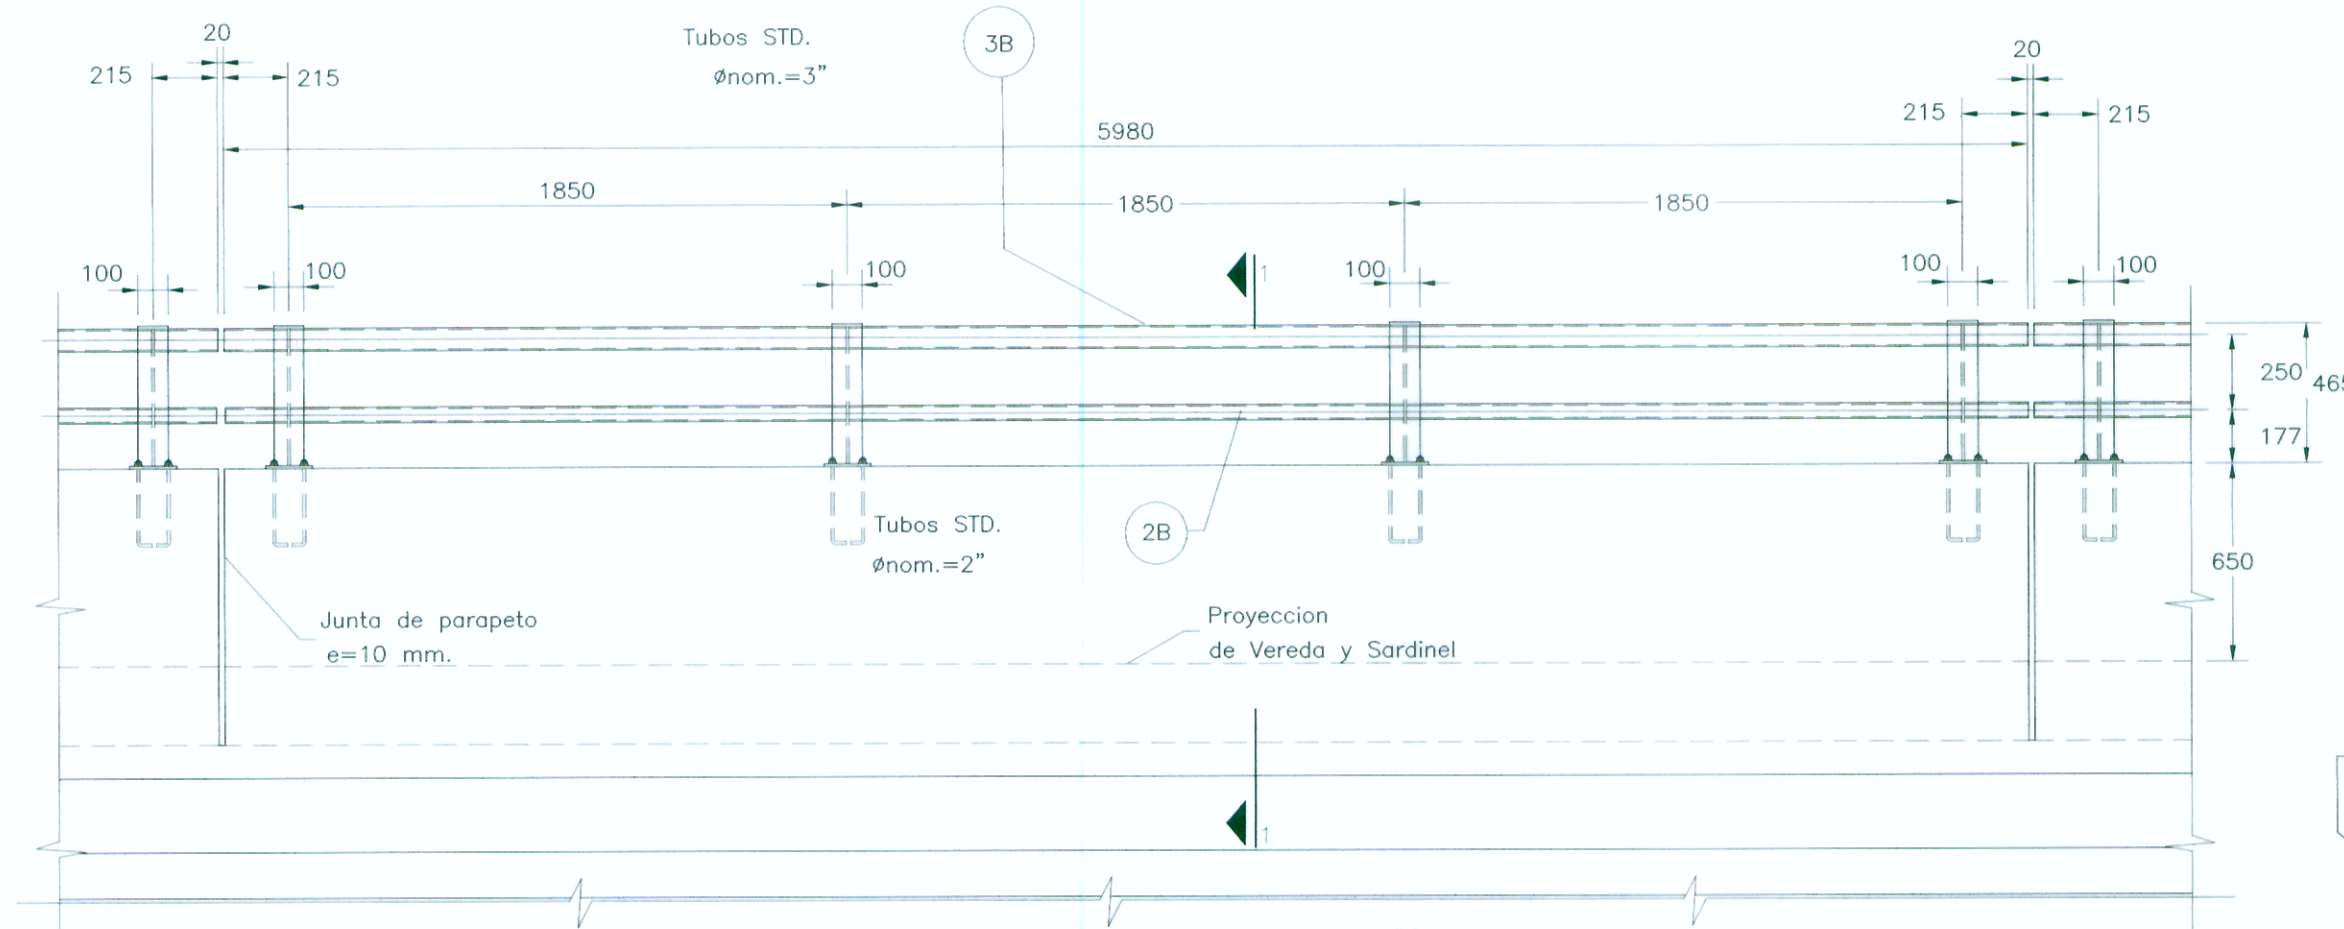 20
Tubos STD.
3B
215
215
ønom.=3"
20
5980
215
215
1850
1850
1850
100
100
100
1
100
100
100
250
465
177
Tubos STD.
2B
ønom.=2"
650
Junta de parapeto
e=10 mm.
Proyeccion
de Vereda y Sardinel
1